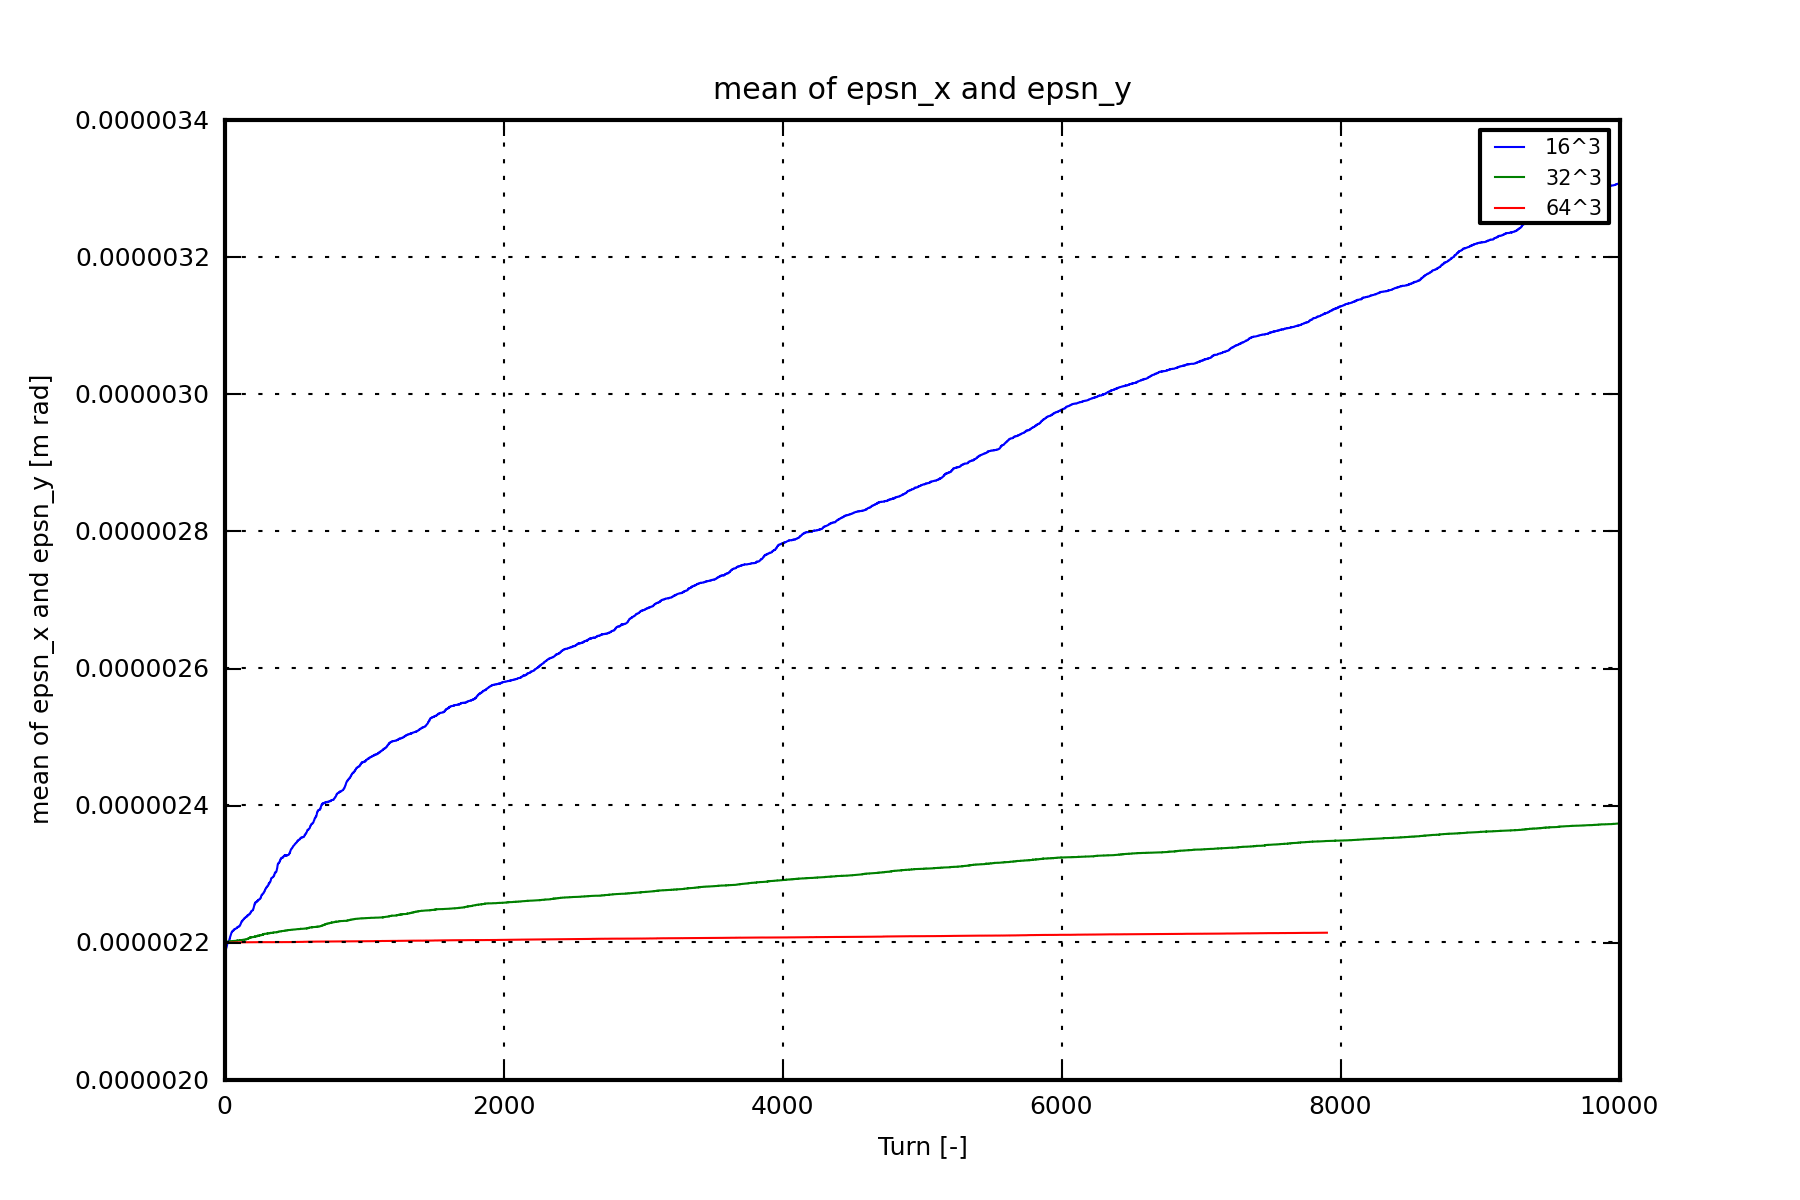 mean of epsn_x and epsn_y
0.0000034
0.0000032
0.0000030
0.0000028
0.0000026
0.0000024
0.0000022
0.0000020
mean of epsn_x and epsn_y [m rad]
16^3
32^3
64^3
0 2000 4000 6000 8000 10000
Turn [-]